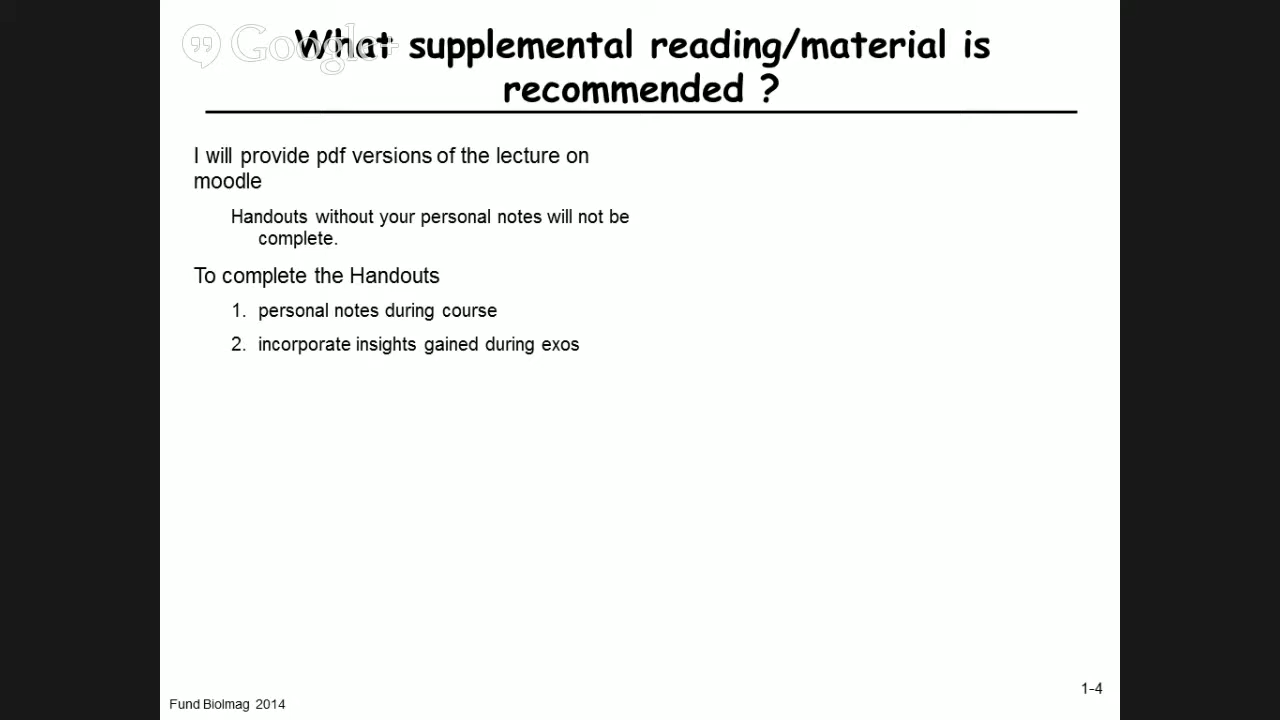 Google+
What supplemental reading/material is
recommended ?
I will provide pdf versions of the lecture on
moodle
Handouts without your personal notes will not be
complete.
To complete the Handouts
1. personal notes during course
2. incorporate insights gained during exos
1-4
Fund BioImag 2014